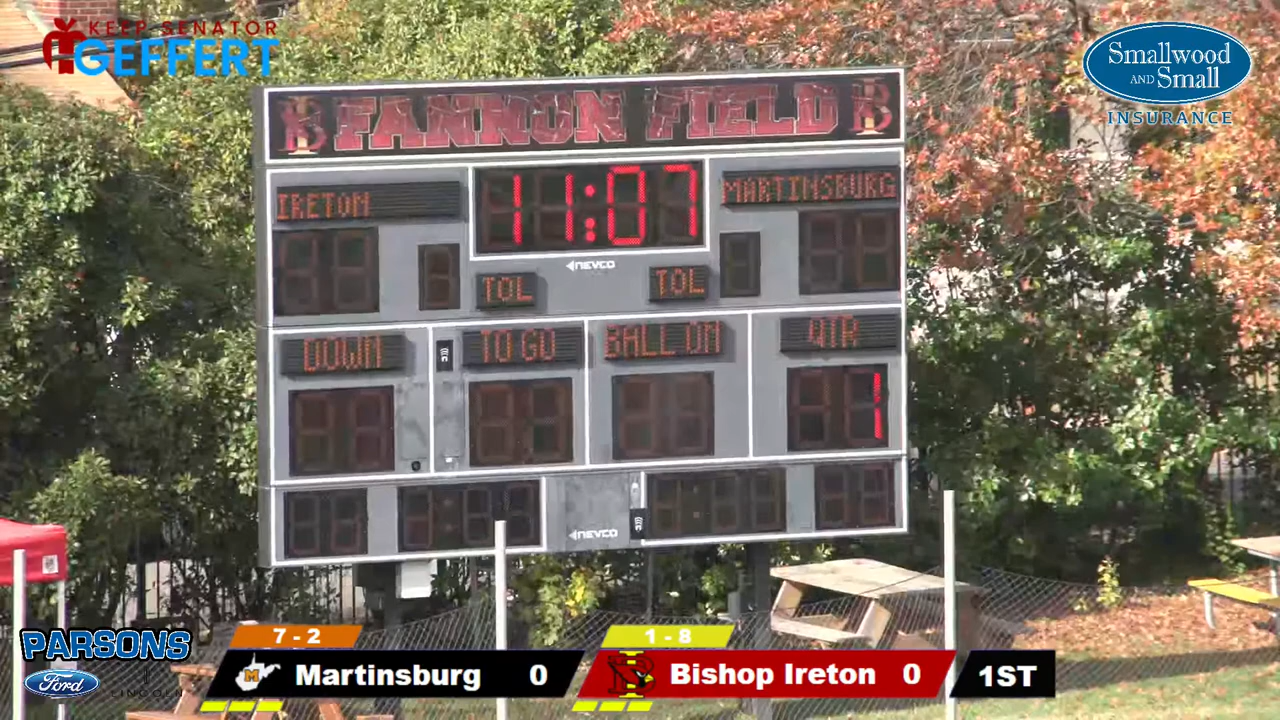 KEEP SENATOR
GEFFERT
Smallwood
AND Small
INSURANCE
FANNON FIELD
IRETON
11:07
MARTINSBURG
NEVCO
TOL
TOL
DOWN
TO GO
BALL ON
QTR
1
NEVCO
PARSONS
Ford
LINCOLN
7 - 2
1 - 8
M
Martinsburg
0
Bishop Ireton
0
1ST